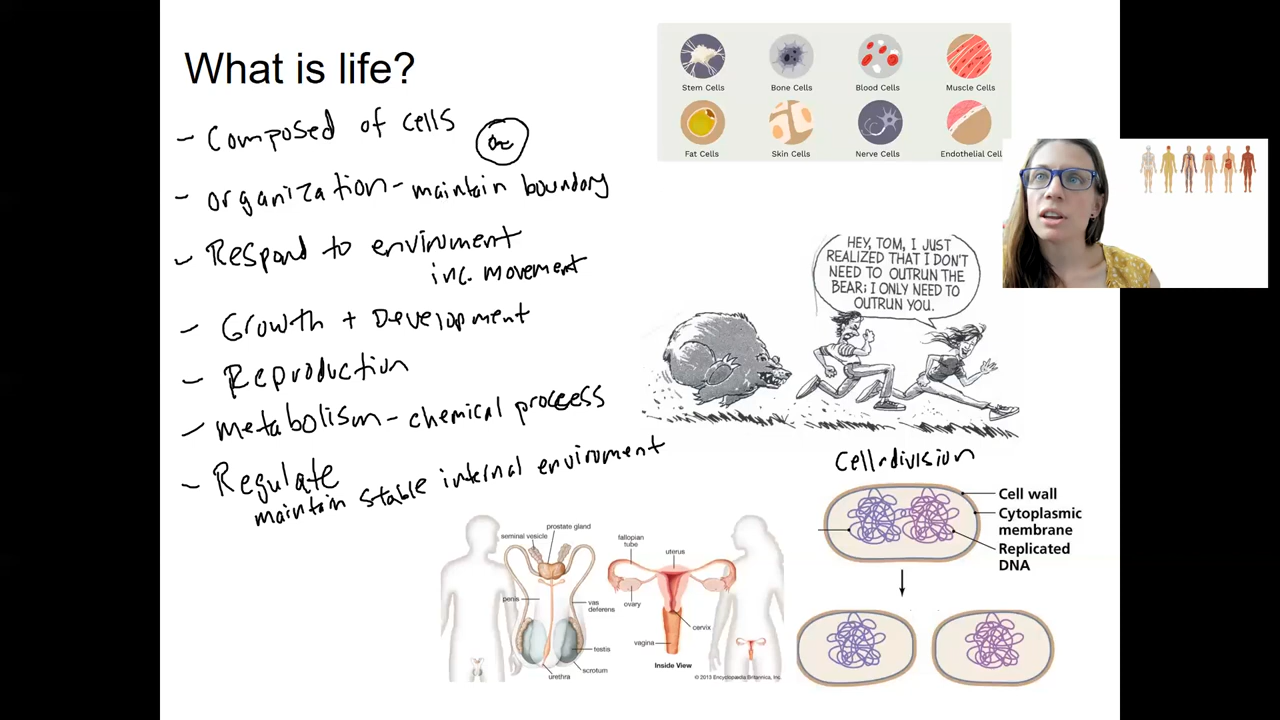 What is life?
- Composed of cells
- organization - maintain boundary
- Respond to enviroment
inc. movement
- Growth + Development
- Reproduction
- metabolism - chemical process
- Regulate
maintain stable internal enviroment
Stem Cells
Bone Cells
Blood Cells
Muscle Cells
Fat Cells
Skin Cells
Nerve Cells
Endothelial Cell
HEY, TOM, I JUST
REALIZED THAT I DON'T
NEED TO OUTRUN THE
BEAR; I ONLY NEED TO
OUTRUN YOU.
Cell division
Cell wall
Cytoplasmic
membrane
Replicated
DNA
prostate gland
seminal vesicle
penis
vas
deferens
testis
scrotum
urethra
fallopian
tube
uterus
ovary
cervix
vagina
Inside View
© 2013 Encyclopædia Britannica, Inc.